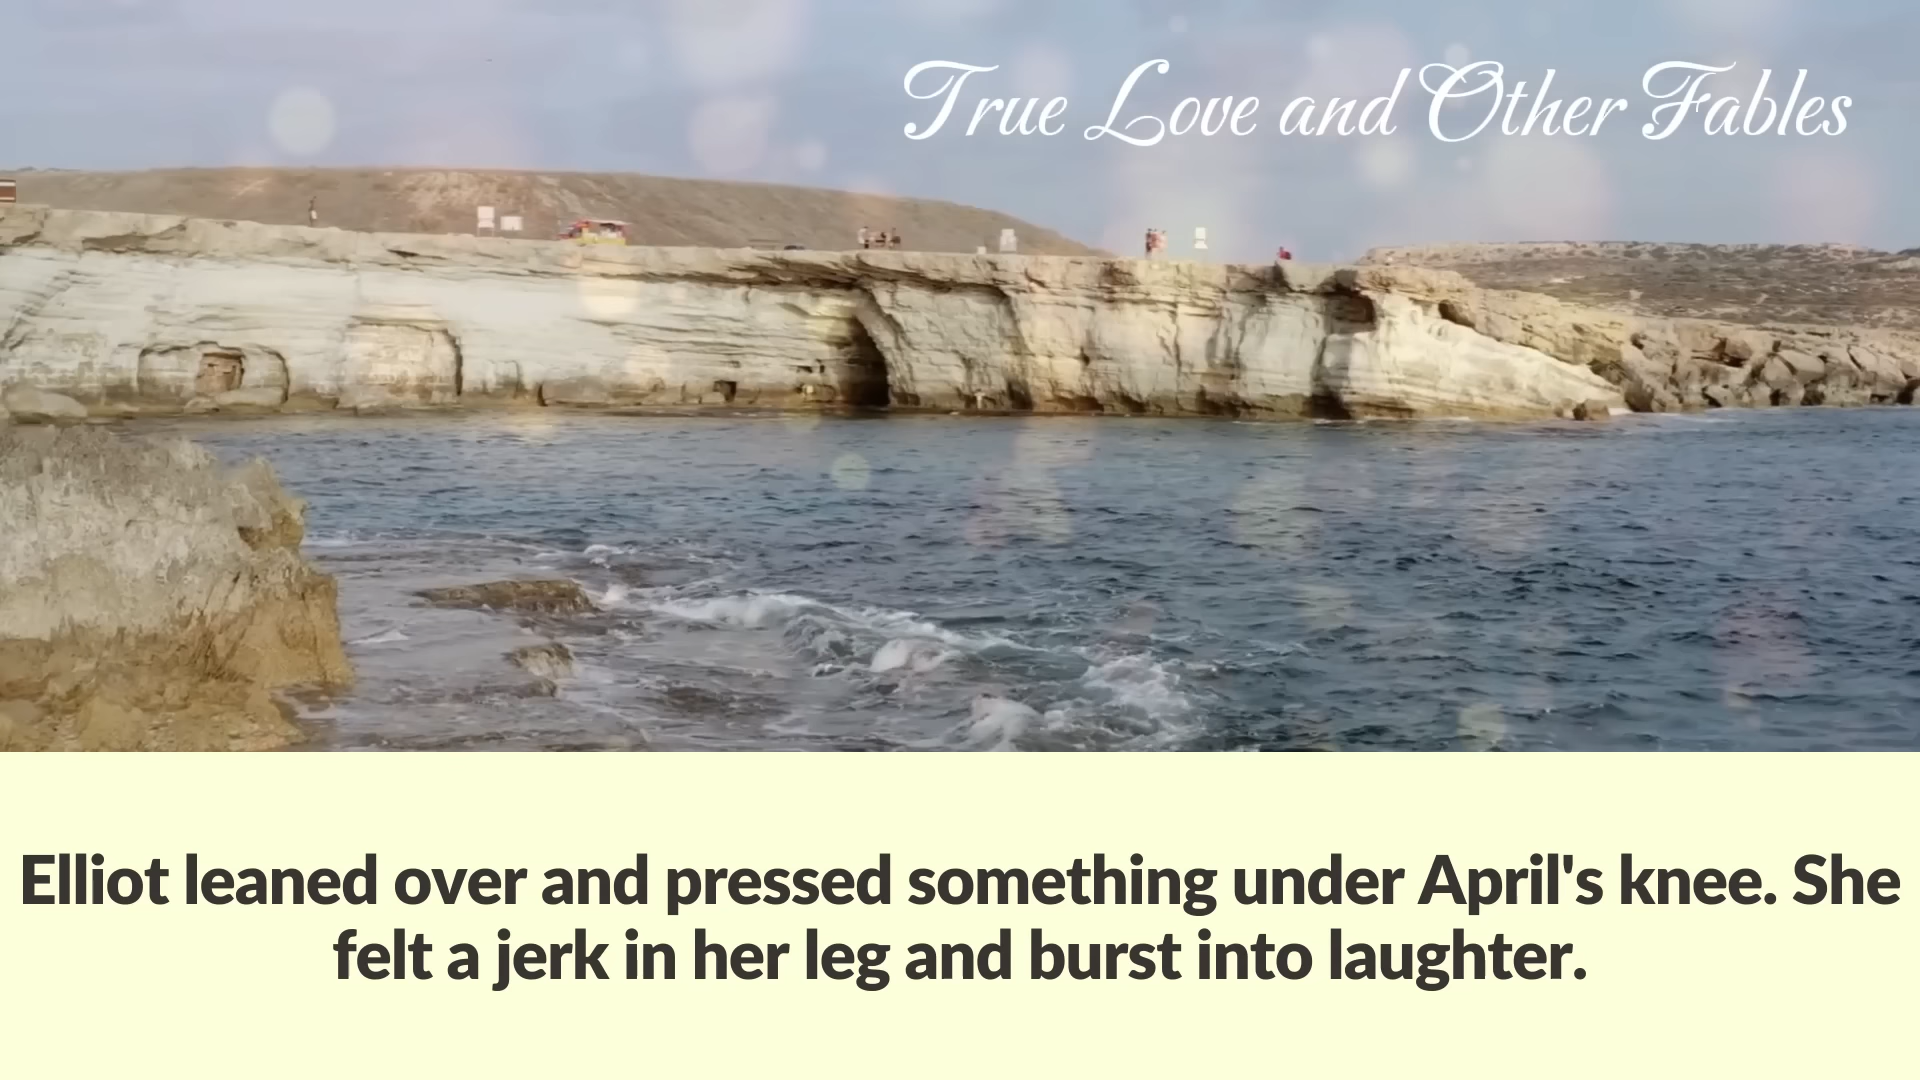 True Love and Other Fables
Elliot leaned over and pressed something under April's knee. She
felt a jerk in her leg and burst into laughter.